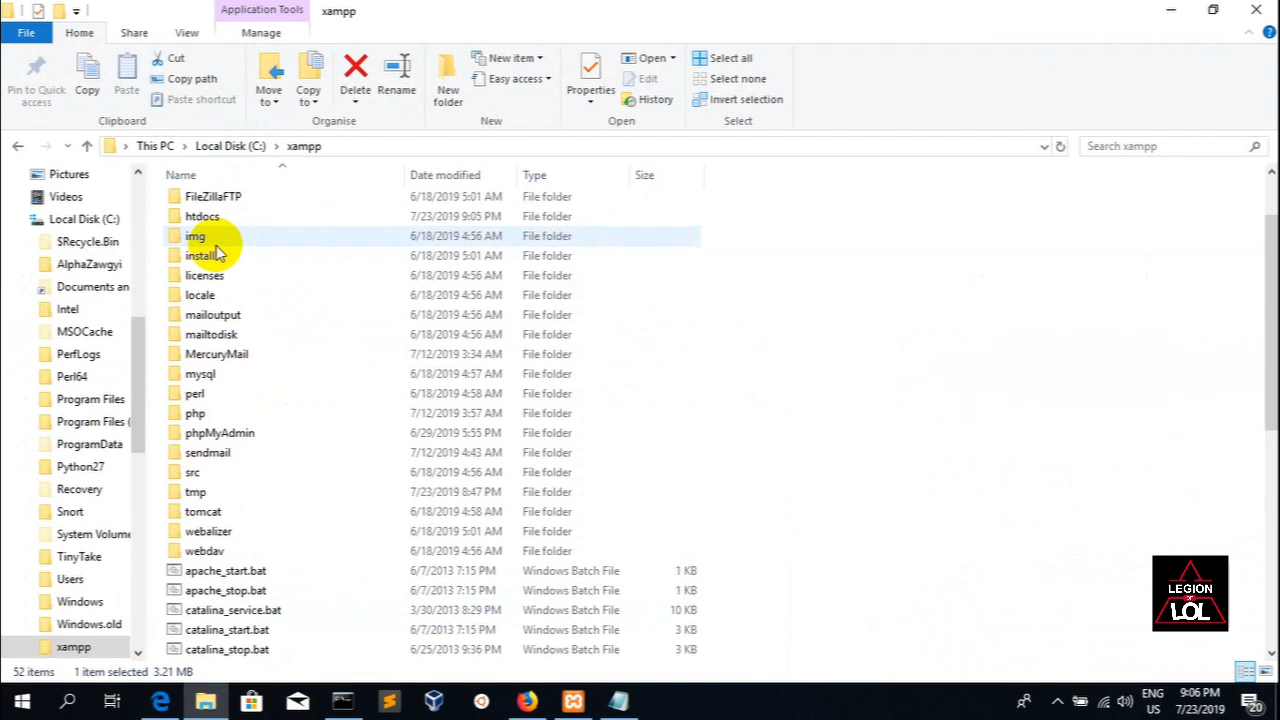 Application Tools
xampp
File
Home
Share
View
Manage
Pin to Quick access
Copy
Paste
Cut
Copy path
Paste shortcut
Move to
Copy to
Delete
Rename
New folder
New item
Easy access
Properties
Open
Edit
History
Select all
Select none
Invert selection
Clipboard
Organise
New
Open
Select
This PC > Local Disk (C:) > xampp
Search xampp
Name Date modified Type Size
Pictures
Videos
Local Disk (C:)
$Recycle.Bin
AlphaZawgyi
Documents an
Intel
MSOCache
PerfLogs
Perl64
Program Files
Program Files (
ProgramData
Python27
Recovery
Snort
System Volume
TinyTake
Users
Windows
Windows.old
xampp
FileZillaFTP 6/18/2019 5:01 AM File folder
htdocs 7/23/2019 9:05 PM File folder
img 6/18/2019 4:56 AM File folder
install 6/18/2019 5:01 AM File folder
licenses 6/18/2019 4:56 AM File folder
locale 6/18/2019 4:56 AM File folder
mailoutput 6/18/2019 4:56 AM File folder
mailtodisk 6/18/2019 4:56 AM File folder
MercuryMail 7/12/2019 3:34 AM File folder
mysql 6/18/2019 4:57 AM File folder
perl 6/18/2019 4:58 AM File folder
php 7/12/2019 3:57 AM File folder
phpMyAdmin 6/29/2019 5:55 PM File folder
sendmail 7/12/2019 4:43 AM File folder
src 6/18/2019 4:56 AM File folder
tmp 7/23/2019 8:47 PM File folder
tomcat 6/18/2019 4:58 AM File folder
webalizer 6/18/2019 5:01 AM File folder
webdav 6/18/2019 4:56 AM File folder
apache_start.bat 6/7/2013 7:15 PM Windows Batch File 1 KB
apache_stop.bat 6/7/2013 7:15 PM Windows Batch File 1 KB
catalina_service.bat 3/30/2013 8:29 PM Windows Batch File 10 KB
catalina_start.bat 6/7/2013 7:15 PM Windows Batch File 3 KB
catalina_stop.bat 6/25/2013 9:36 PM Windows Batch File 3 KB
LEGION
LOL
52 items 1 item selected 3.21 MB
ENG
US
9:06 PM
7/23/2019
20